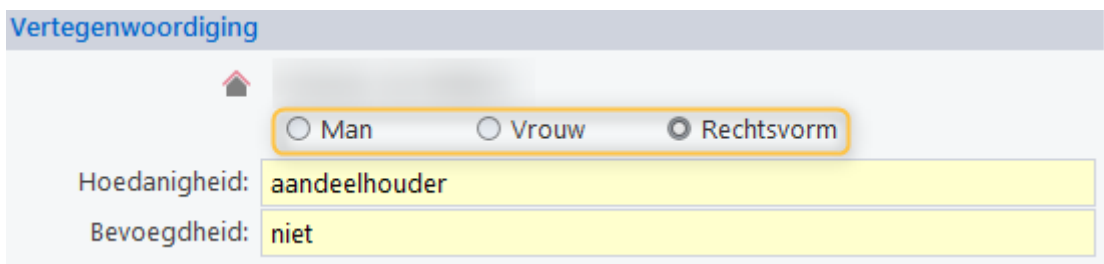 Vertegenwoordiging
Man Vrouw Rechtsvorm
Hoedanigheid: aandeelhouder
Bevoegdheid: niet